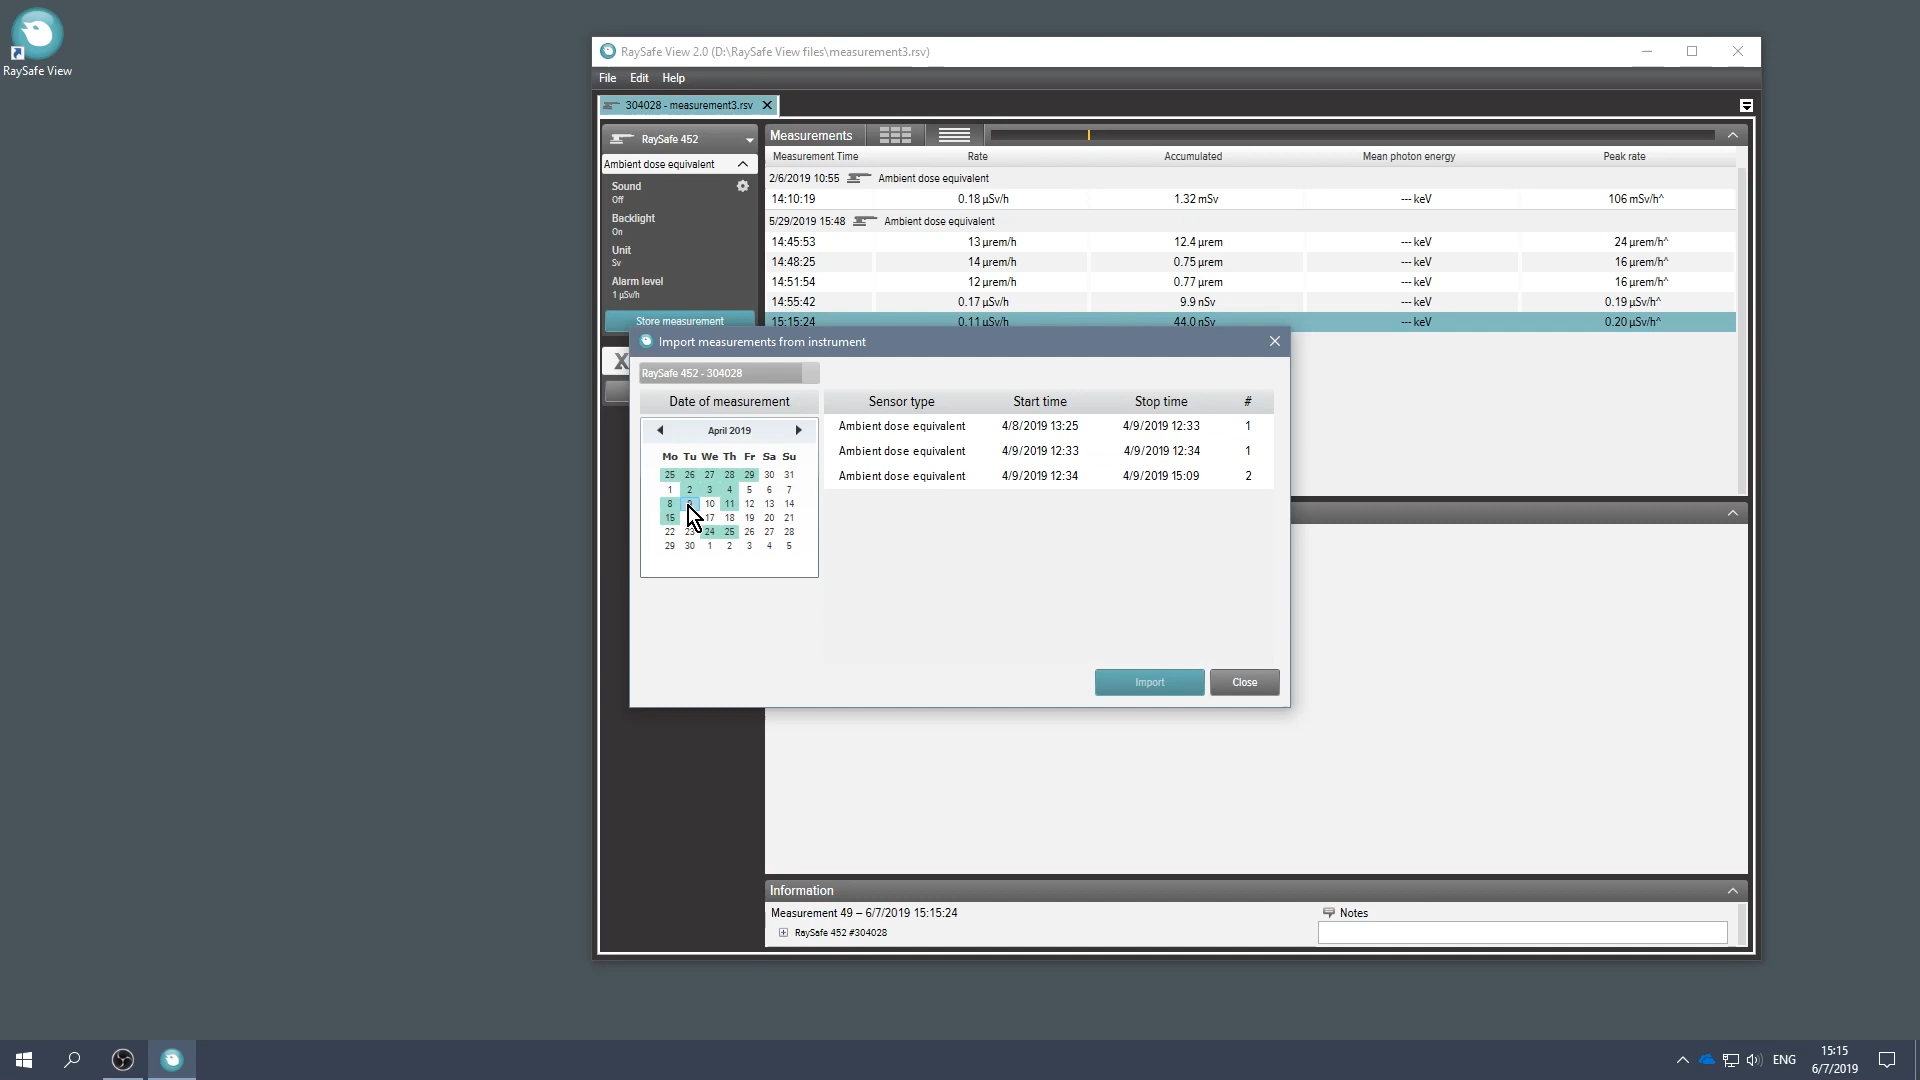 RaySafe View
RaySafe View 2.0 (D:\RaySafe View files\measurement3.rsv)
File Edit Help
304028 - measurement3.rsv
RaySafe 452
Ambient dose equivalent
Sound
Off
Backlight
On
Unit
Sv
Alarm level
1 µSv/h
Store measurement
X
Measurements
Measurement Time Rate Accumulated Mean photon energy Peak rate
2/6/2019 10:55 Ambient dose equivalent
14:10:19 0.18 µSv/h 1.32 mSv --- keV 106 mSv/h^
5/29/2019 15:48 Ambient dose equivalent
14:45:53 13 µrem/h 12.4 µrem --- keV 24 µrem/h^
14:48:25 14 µrem/h 0.75 µrem --- keV 16 µrem/h^
14:51:54 12 µrem/h 0.77 µrem --- keV 16 µrem/h^
14:55:42 0.17 µSv/h 9.9 nSv --- keV 0.19 µSv/h^
15:15:24 0.11 µSv/h 44.0 nSv --- keV 0.20 µSv/h^
Import measurements from instrument
RaySafe 452 - 304028
Date of measurement
April 2019
Mo Tu We Th Fr Sa Su
25 26 27 28 29 30 31
1 2 3 4 5 6 7
8 9 10 11 12 13 14
15 17 18 19 20 21
22 23 24 25 26 27 28
29 30 1 2 3 4 5
Sensor type Start time Stop time #
Ambient dose equivalent 4/8/2019 13:25 4/9/2019 12:33 1
Ambient dose equivalent 4/9/2019 12:33 4/9/2019 12:34 1
Ambient dose equivalent 4/9/2019 12:34 4/9/2019 15:09 2
Import Close
Information
Measurement 49 – 6/7/2019 15:15:24
RaySafe 452 #304028
Notes
ENG
15:15
6/7/2019